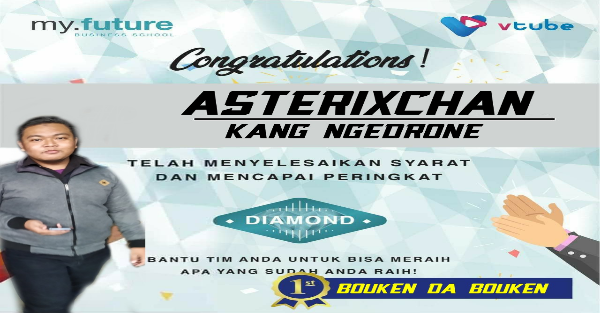 my.future
BUSINESS SCHOOL
vtube
Congratulations!
ASTERIXCHAN
KANG NGEDRONE
TELAH MENYELESAIKAN SYARAT
DAN MENCAPAI PERINGKAT
DIAMOND
BANTU TIM ANDA UNTUK BISA MERAIH
APA YANG SUDAH ANDA RAIH!
1st
BOUKEN DA BOUKEN